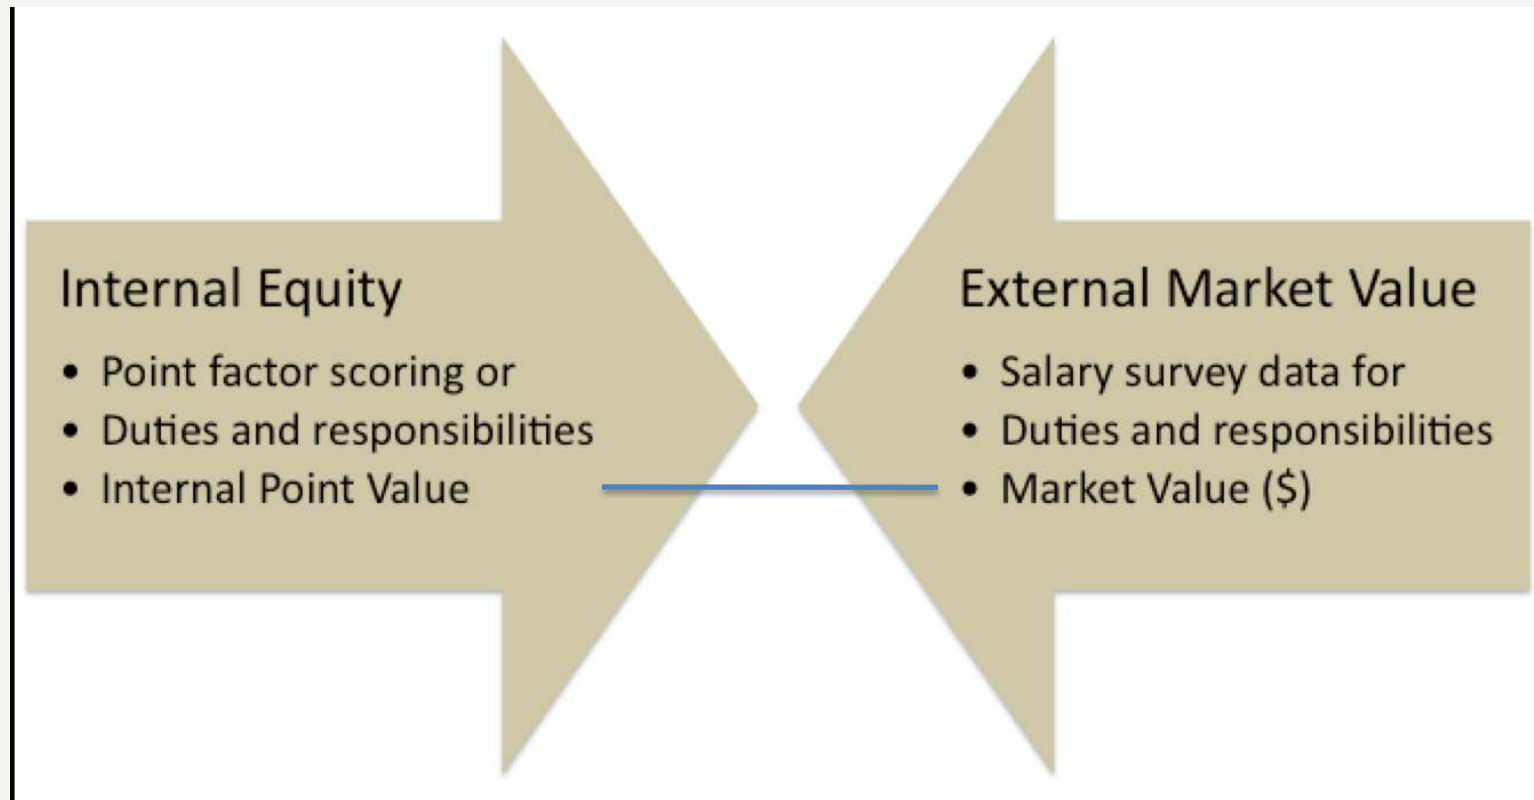 Internal Equity
• Point factor scoring or
• Duties and responsibilities
• Internal Point Value
External Market Value
• Salary survey data for
• Duties and responsibilities
• Market Value ($)